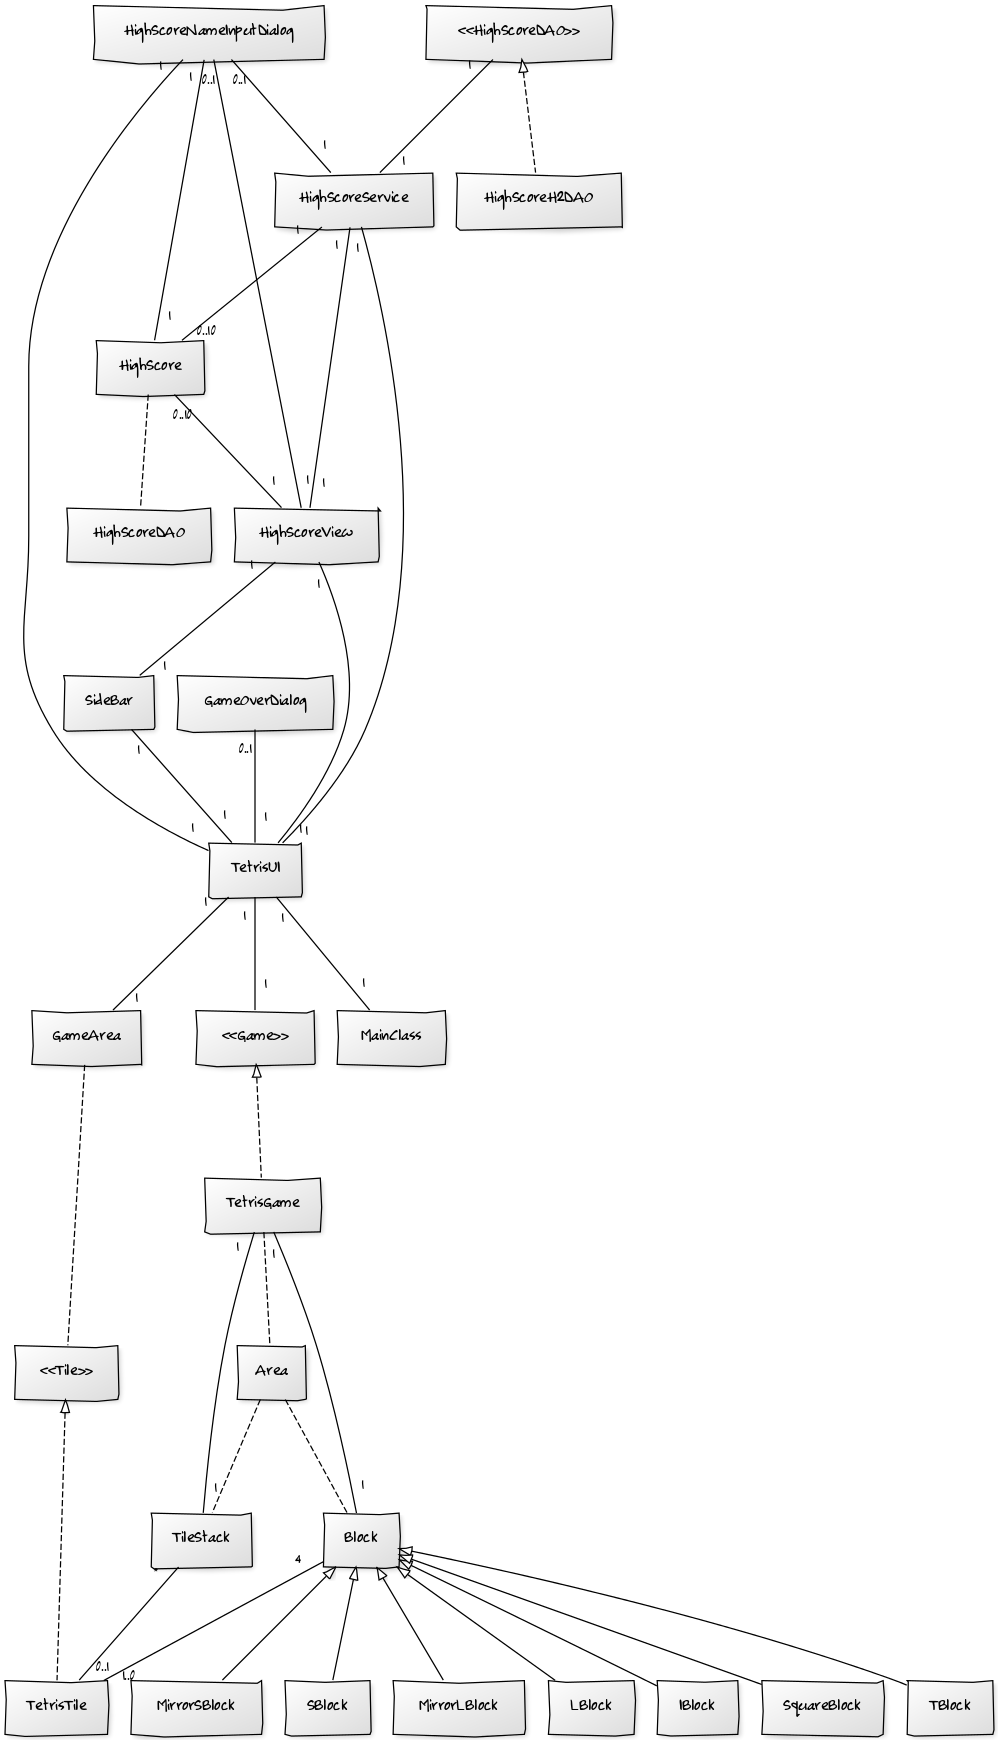 HighScoreNameInputDialog
<<HighScoreDAO>>
1
1
0..1
0..1
1
1
1
HighScoreService
HighScoreH2DAO
1
1
1
1
0..10
HighScore
0..10
1
1
1
HighScoreDAO
HighScoreView
1
1
1
SideBar
GameOverDialog
1
0..1
1
1
1
1
1
TetrisUI
1
1
1
1
1
1
GameArea
<<Game>>
MainClass
TetrisGame
1
1
<<Tile>>
Area
1
1
TileStack
Block
4
0..1
1..0
TetrisTile
MirrorSBlock
SBlock
MirrorLBlock
LBlock
IBlock
SquareBlock
TBlock